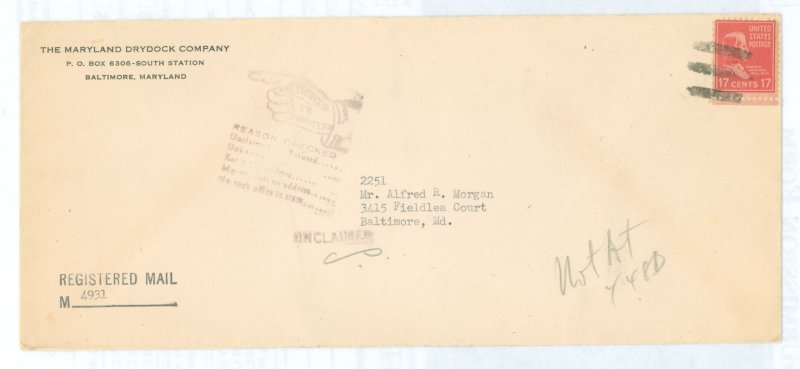 THE MARYLAND DRYDOCK COMPANY
P. O. BOX 6306-SOUTH STATION
BALTIMORE, MARYLAND
UNITED
STATES
POSTAGE
17 CENTS 17
REASON CHECKED
Unclaimed Refused
UNCLAIMED
2251
Mr. Alfred R. Morgan
3415 Fieldlea Court
Baltimore, Md.
Not At
REGISTERED MAIL
M 4931